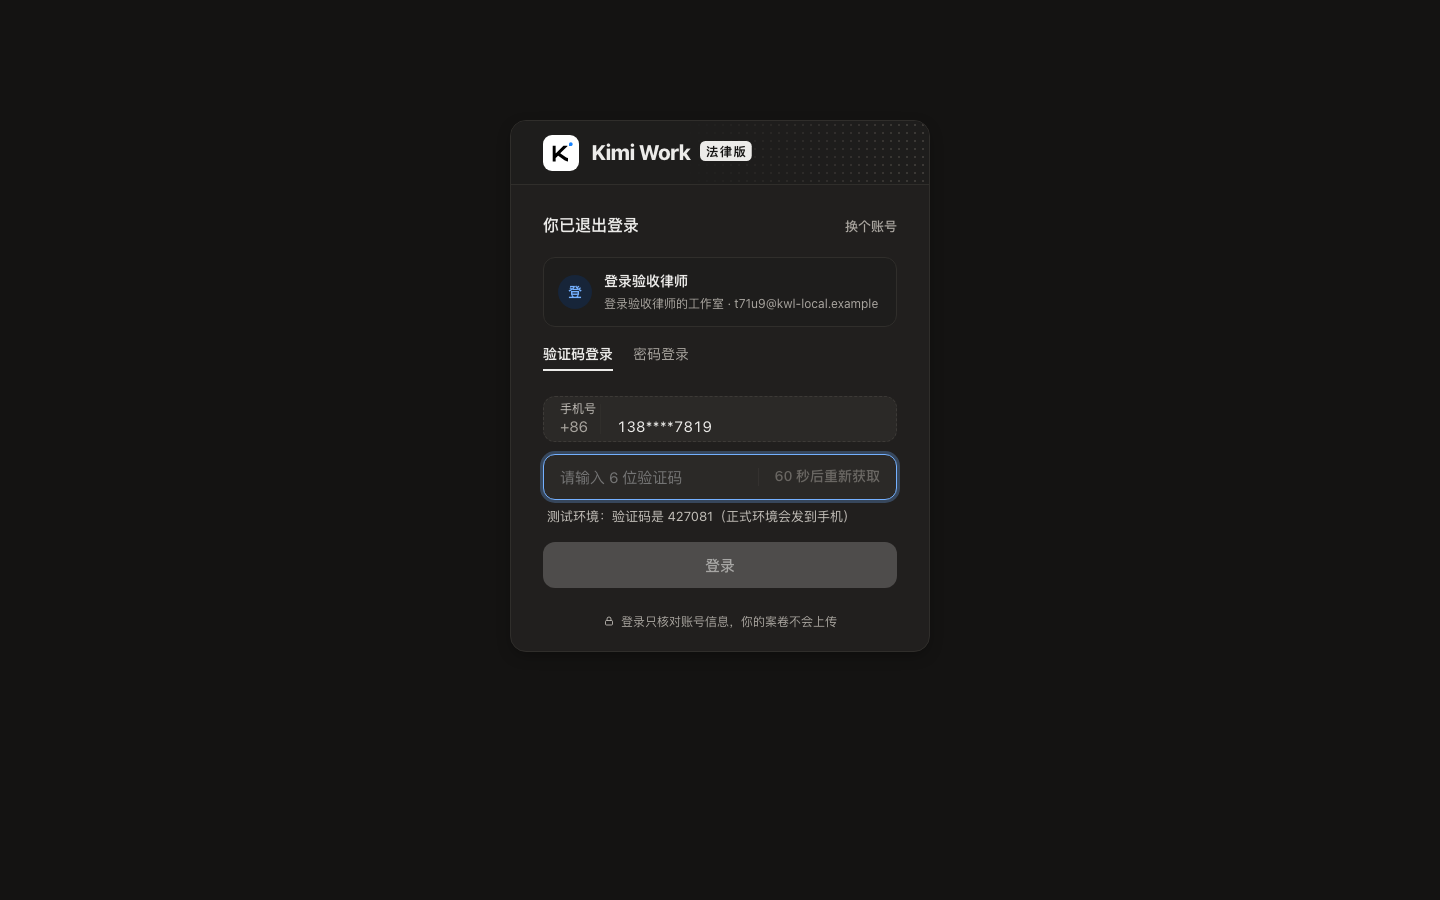 Kimi Work 法律版
你已退出登录 换个账号
登 登录验收律师
登录验收律师的工作室 · t71u9@kwl-local.example
验证码登录 密码登录
手机号
+86 138****7819
请输入 6 位验证码 60 秒后重新获取
测试环境：验证码是 427081（正式环境会发到手机）
登录
登录只核对账号信息，你的案卷不会上传